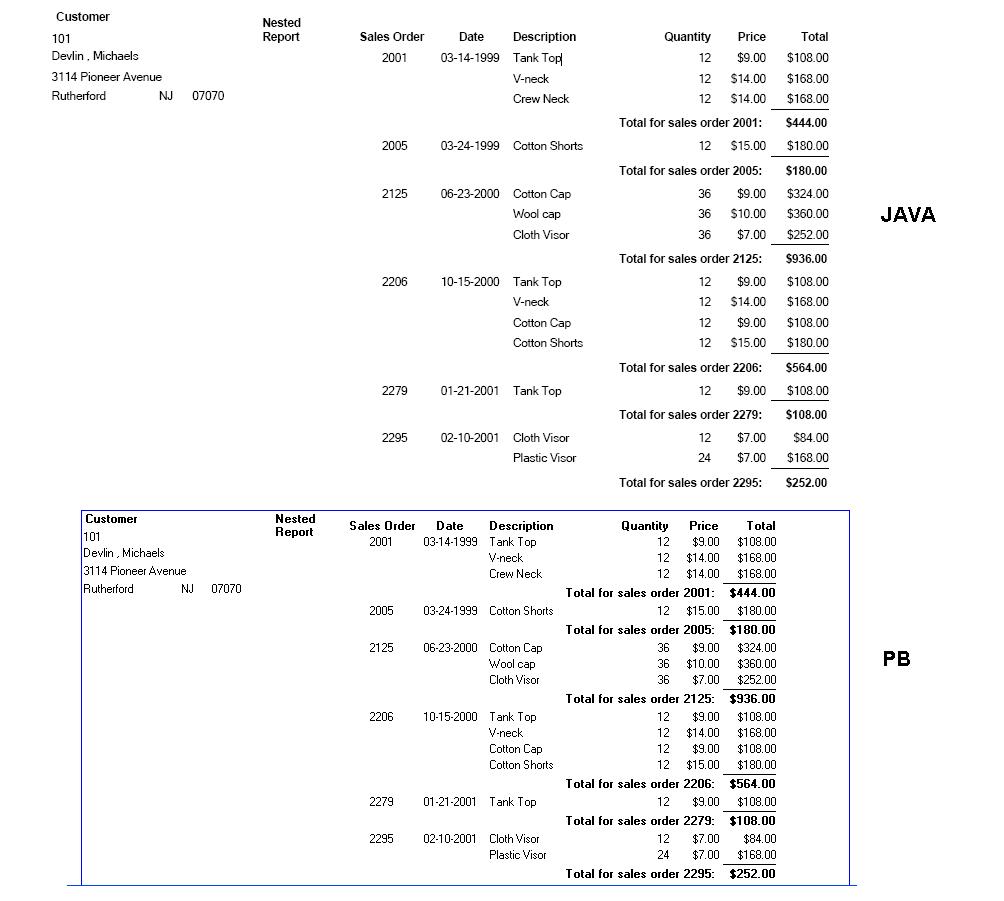 Customer
Nested
Report Sales Order Date Description Quantity Price Total
101
2001 03-14-1999 Tank Top 12 $9.00 $108.00
Devlin , Michaels
3114 Pioneer Avenue V-neck 12 $14.00 $168.00
Rutherford NJ 07070 Crew Neck 12 $14.00 $168.00
Total for sales order 2001: $444.00
2005 03-24-1999 Cotton Shorts 12 $15.00 $180.00
Total for sales order 2005: $180.00
2125 06-23-2000 Cotton Cap 36 $9.00 $324.00
Wool cap 36 $10.00 $360.00
JAVA
Cloth Visor 36 $7.00 $252.00
Total for sales order 2125: $936.00
2206 10-15-2000 Tank Top 12 $9.00 $108.00
V-neck 12 $14.00 $168.00
Cotton Cap 12 $9.00 $108.00
Cotton Shorts 12 $15.00 $180.00
Total for sales order 2206: $564.00
2279 01-21-2001 Tank Top 12 $9.00 $108.00
Total for sales order 2279: $108.00
2295 02-10-2001 Cloth Visor 12 $7.00 $84.00
Plastic Visor 24 $7.00 $168.00
Total for sales order 2295: $252.00
Customer Nested
Report Sales Order Date Description Quantity Price Total
101
2001 03-14-1999 Tank Top 12 $9.00 $108.00
Devlin , Michaels V-neck 12 $14.00 $168.00
3114 Pioneer Avenue Crew Neck 12 $14.00 $168.00
Rutherford NJ 07070
Total for sales order 2001: $444.00
2005 03-24-1999 Cotton Shorts 12 $15.00 $180.00
Total for sales order 2005: $180.00
2125 06-23-2000 Cotton Cap 36 $9.00 $324.00
PB
Wool cap 36 $10.00 $360.00
Cloth Visor 36 $7.00 $252.00
Total for sales order 2125: $936.00
2206 10-15-2000 Tank Top 12 $9.00 $108.00
V-neck 12 $14.00 $168.00
Cotton Cap 12 $9.00 $108.00
Cotton Shorts 12 $15.00 $180.00
Total for sales order 2206: $564.00
2279 01-21-2001 Tank Top 12 $9.00 $108.00
Total for sales order 2279: $108.00
2295 02-10-2001 Cloth Visor 12 $7.00 $84.00
Plastic Visor 24 $7.00 $168.00
Total for sales order 2295: $252.00